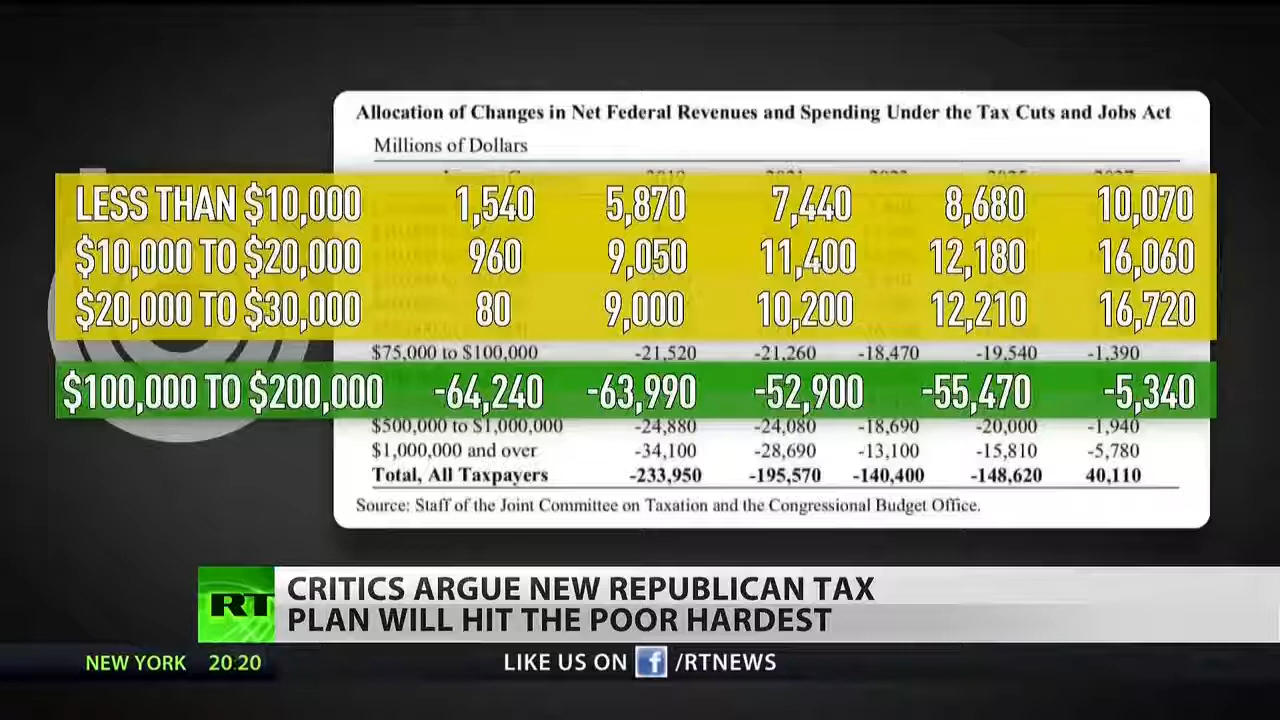 Allocation of Changes in Net Federal Revenues and Spending Under the Tax Cuts and Jobs Act
Millions of Dollars
LESS THAN $10,000 1,540 5,870 7,440 8,680 10,070
$10,000 TO $20,000 960 9,050 11,400 12,180 16,060
$20,000 TO $30,000 80 9,000 10,200 12,210 16,720
$75,000 to $100,000 -21,520 -21,260 -18,470 -19,540 -1,390
$100,000 TO $200,000 -64,240 -63,990 -52,900 -55,470 -5,340
$500,000 to $1,000,000 -24,880 -24,080 -18,690 -20,000 -1,940
$1,000,000 and over -34,100 -28,690 -13,100 -15,810 -5,780
Total, All Taxpayers -233,950 -195,570 -140,400 -148,620 40,110
Source: Staff of the Joint Committee on Taxation and the Congressional Budget Office.
RT
CRITICS ARGUE NEW REPUBLICAN TAX
PLAN WILL HIT THE POOR HARDEST
NEW YORK 20:20
LIKE US ON f /RTNEWS